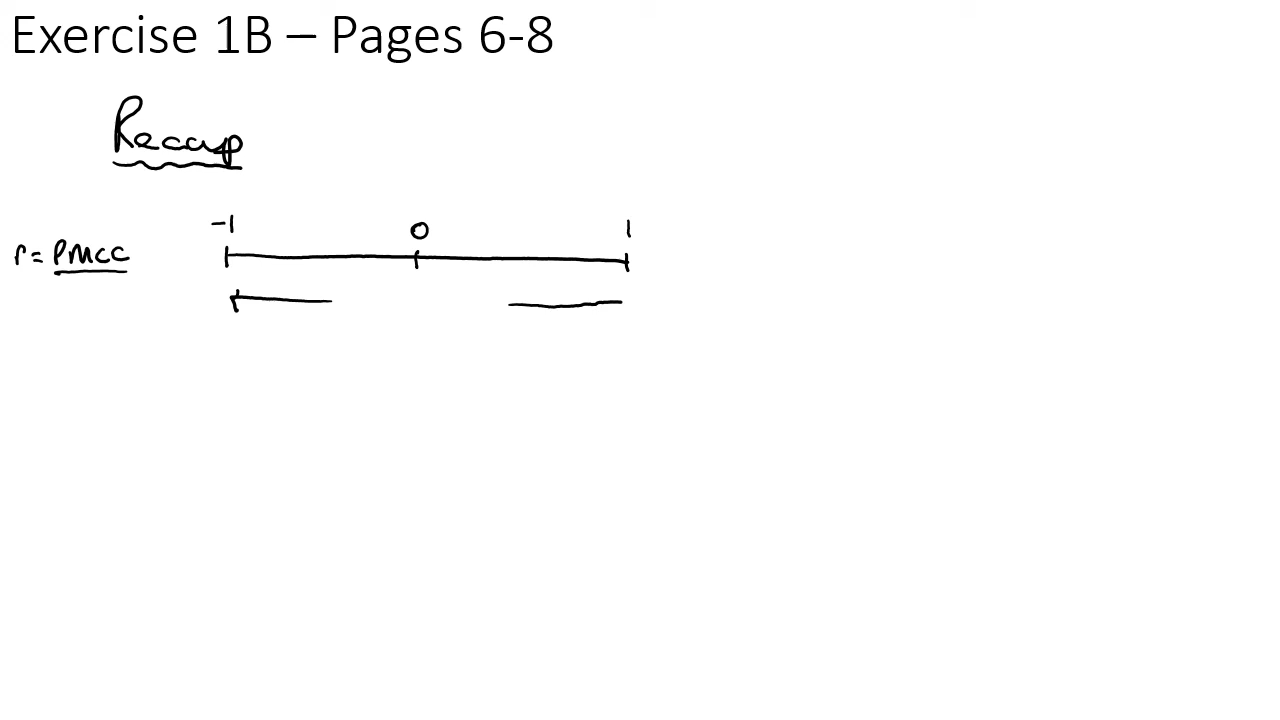 Exercise 1B – Pages 6-8
Recap
-1 0 1
r = PMCC